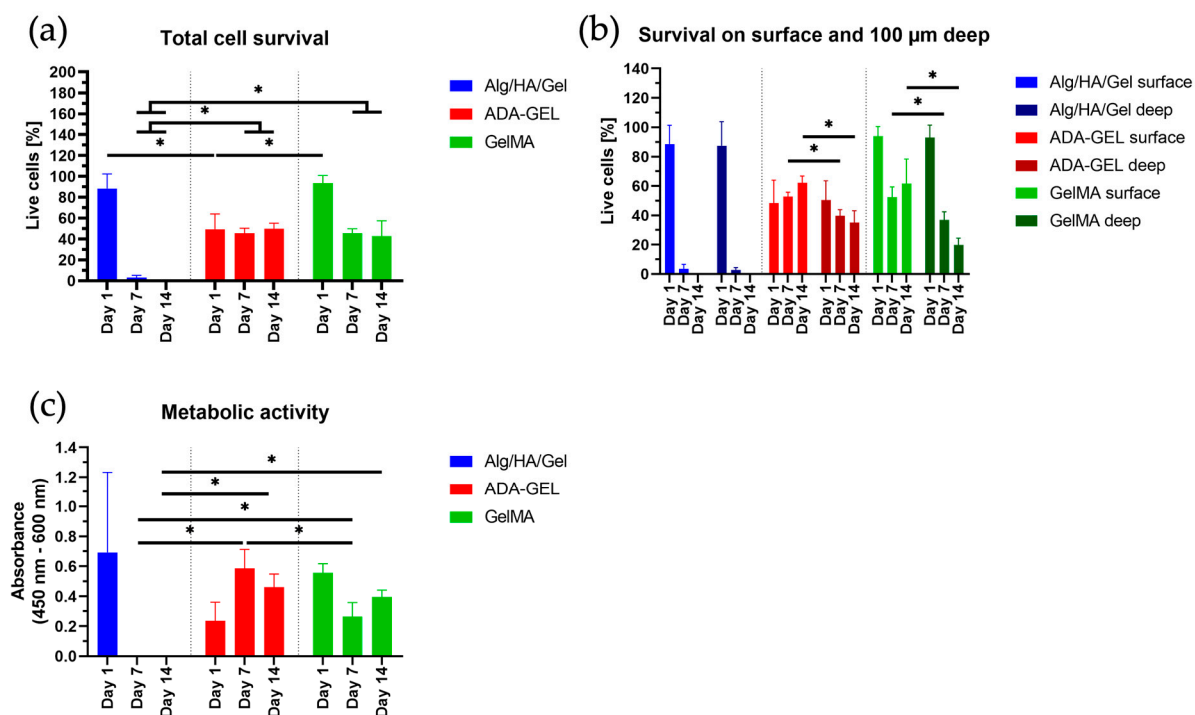 (a)
Total cell survival
Live cells [%]
200
180
160
140
120
100
80
60
40
20
0
*
*
*
*
Day 1
Day 7
Day 14
Day 1
Day 7
Day 14
Day 1
Day 7
Day 14
Alg/HA/Gel
ADA-GEL
GelMA
(b)
Survival on surface and 100 µm deep
Live cells [%]
140
120
100
80
60
40
20
0
*
*
*
*
Day 1
Day 7
Day 14
Day 1
Day 7
Day 14
Day 1
Day 7
Day 14
Day 1
Day 7
Day 14
Day 1
Day 7
Day 14
Day 1
Day 7
Day 14
Alg/HA/Gel surface
Alg/HA/Gel deep
ADA-GEL surface
ADA-GEL deep
GelMA surface
GelMA deep
(c)
Metabolic activity
Absorbance
(450 nm - 600 nm)
1.4
1.2
1.0
0.8
0.6
0.4
0.2
0.0
*
*
*
*
*
Day 1
Day 7
Day 14
Day 1
Day 7
Day 14
Day 1
Day 7
Day 14
Alg/HA/Gel
ADA-GEL
GelMA